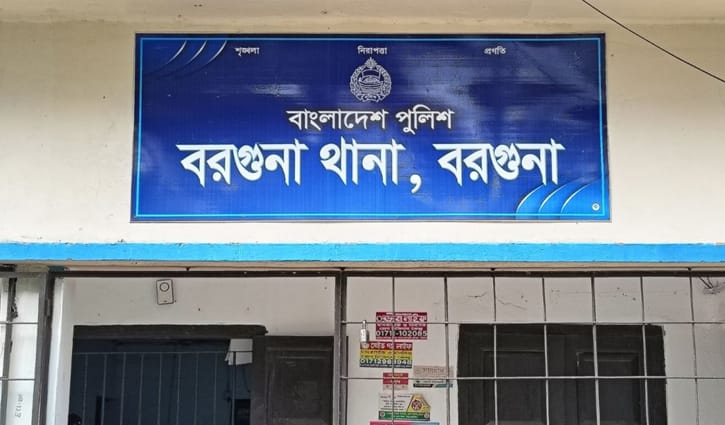 শৃঙ্খলা নিরাপত্তা প্রগতি
বাংলাদেশ পুলিশ
বরগুনা থানা, বরগুনা